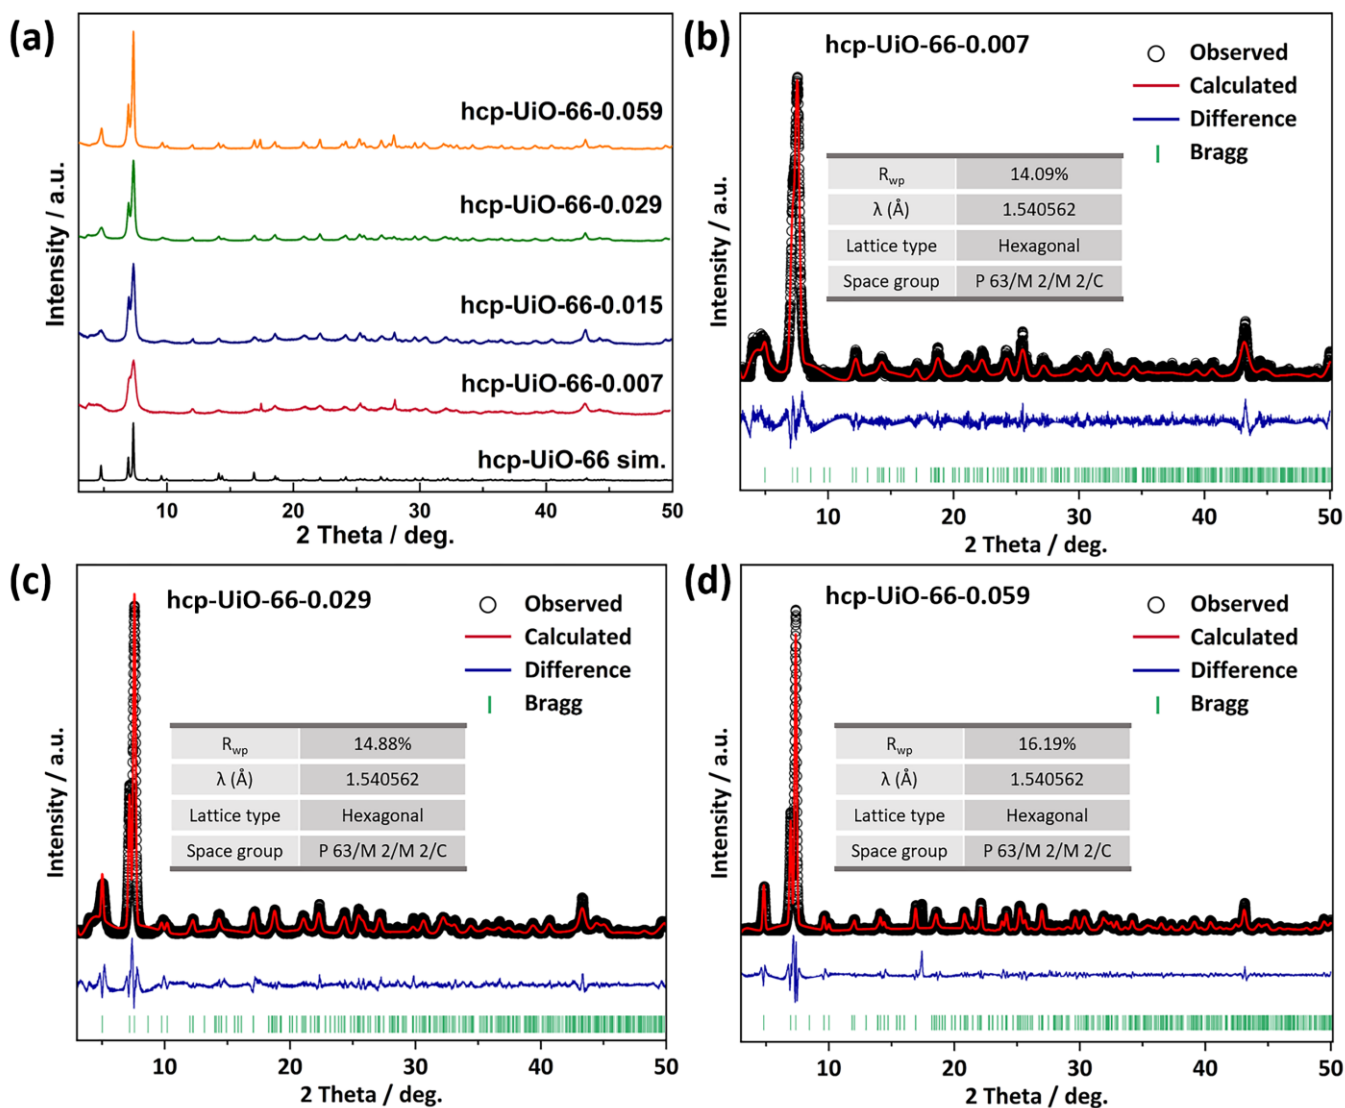 (a)
hcp-UiO-66-0.059
hcp-UiO-66-0.029
hcp-UiO-66-0.015
hcp-UiO-66-0.007
hcp-UiO-66 sim.
Intensity / a.u.
10 20 30 40 50
2 Theta / deg.
(b)
hcp-UiO-66-0.007
Observed
Calculated
Difference
Bragg
Rwp 14.09%
λ (Å) 1.540562
Lattice type Hexagonal
Space group P 63/M 2/M 2/C
Intensity / a.u.
10 20 30 40 50
2 Theta / deg.
(c)
hcp-UiO-66-0.029
Observed
Calculated
Difference
Bragg
Rwp 14.88%
λ (Å) 1.540562
Lattice type Hexagonal
Space group P 63/M 2/M 2/C
Intensity / a.u.
10 20 30 40 50
2 Theta / deg.
(d)
hcp-UiO-66-0.059
Observed
Calculated
Difference
Bragg
Rwp 16.19%
λ (Å) 1.540562
Lattice type Hexagonal
Space group P 63/M 2/M 2/C
Intensity / a.u.
10 20 30 40 50
2 Theta / deg.